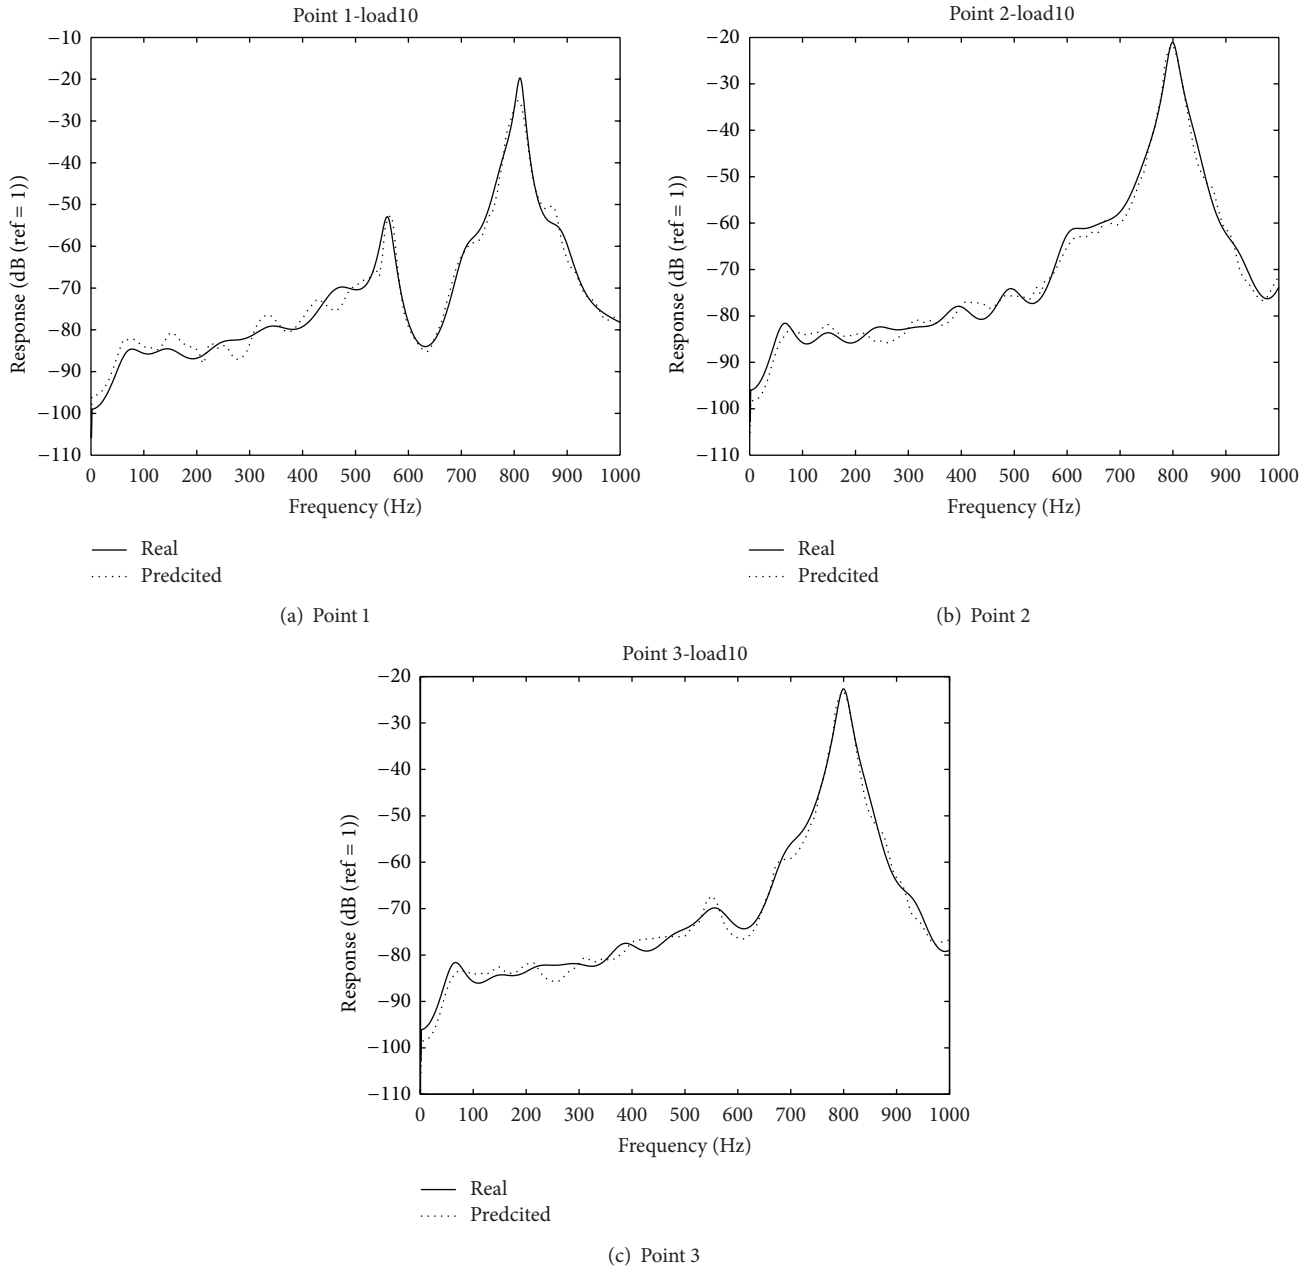 Point 1-load10
−10
−20
−30
−40
−50
−60
−70
−80
−90
−100
−110
Response (dB (ref = 1))
0 100 200 300 400 500 600 700 800 900 1000
Frequency (Hz)
Real
Predcited
(a) Point 1
Point 2-load10
−20
−30
−40
−50
−60
−70
−80
−90
−100
−110
Response (dB (ref = 1))
0 100 200 300 400 500 600 700 800 900 1000
Frequency (Hz)
Real
Predcited
(b) Point 2
Point 3-load10
−20
−30
−40
−50
−60
−70
−80
−90
−100
−110
Response (dB (ref = 1))
0 100 200 300 400 500 600 700 800 900 1000
Frequency (Hz)
Real
Predcited
(c) Point 3